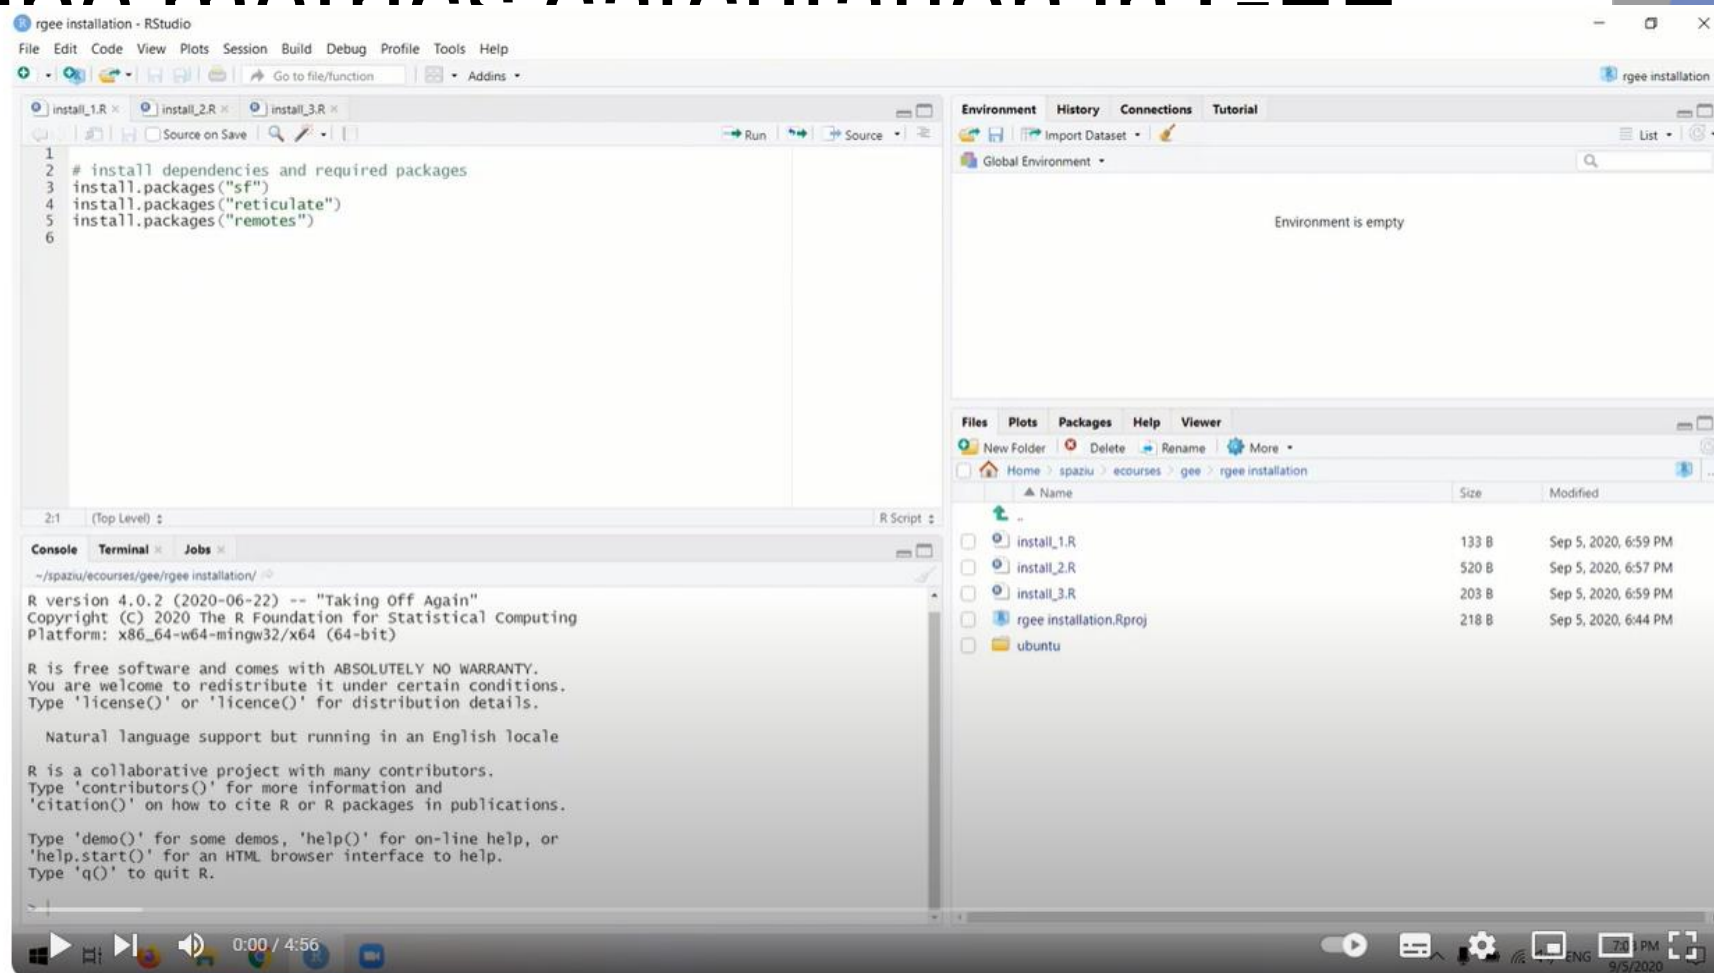 rgee installation - RStudio
File Edit Code View Plots Session Build Debug Profile Tools Help
Go to file/function
Addins
rgee installation
install_1.R
install_2.R
install_3.R
Source on Save
Run
Source
1
2 # install dependencies and required packages
3 install.packages("sf")
4 install.packages("reticulate")
5 install.packages("remotes")
6
2:1 (Top Level)
R Script
Console Terminal Jobs
~/spaziu/ecourses/gee/rgee installation/
R version 4.0.2 (2020-06-22) -- "Taking Off Again"
Copyright (C) 2020 The R Foundation for Statistical Computing
Platform: x86_64-w64-mingw32/x64 (64-bit)
R is free software and comes with ABSOLUTELY NO WARRANTY.
You are welcome to redistribute it under certain conditions.
Type 'license()' or 'licence()' for distribution details.
Natural language support but running in an English locale
R is a collaborative project with many contributors.
Type 'contributors()' for more information and
'citation()' on how to cite R or R packages in publications.
Type 'demo()' for some demos, 'help()' for on-line help, or
'help.start()' for an HTML browser interface to help.
Type 'q()' to quit R.
>
Environment History Connections Tutorial
Import Dataset
List
Global Environment
Environment is empty
Files Plots Packages Help Viewer
New Folder Delete Rename More
Home spaziu ecourses gee rgee installation
Name Size Modified
..
install_1.R 133 B Sep 5, 2020, 6:59 PM
install_2.R 520 B Sep 5, 2020, 6:57 PM
install_3.R 203 B Sep 5, 2020, 6:59 PM
rgee installation.Rproj 218 B Sep 5, 2020, 6:44 PM
ubuntu
0:00 / 4:56
ENG
PM
9/5/2020